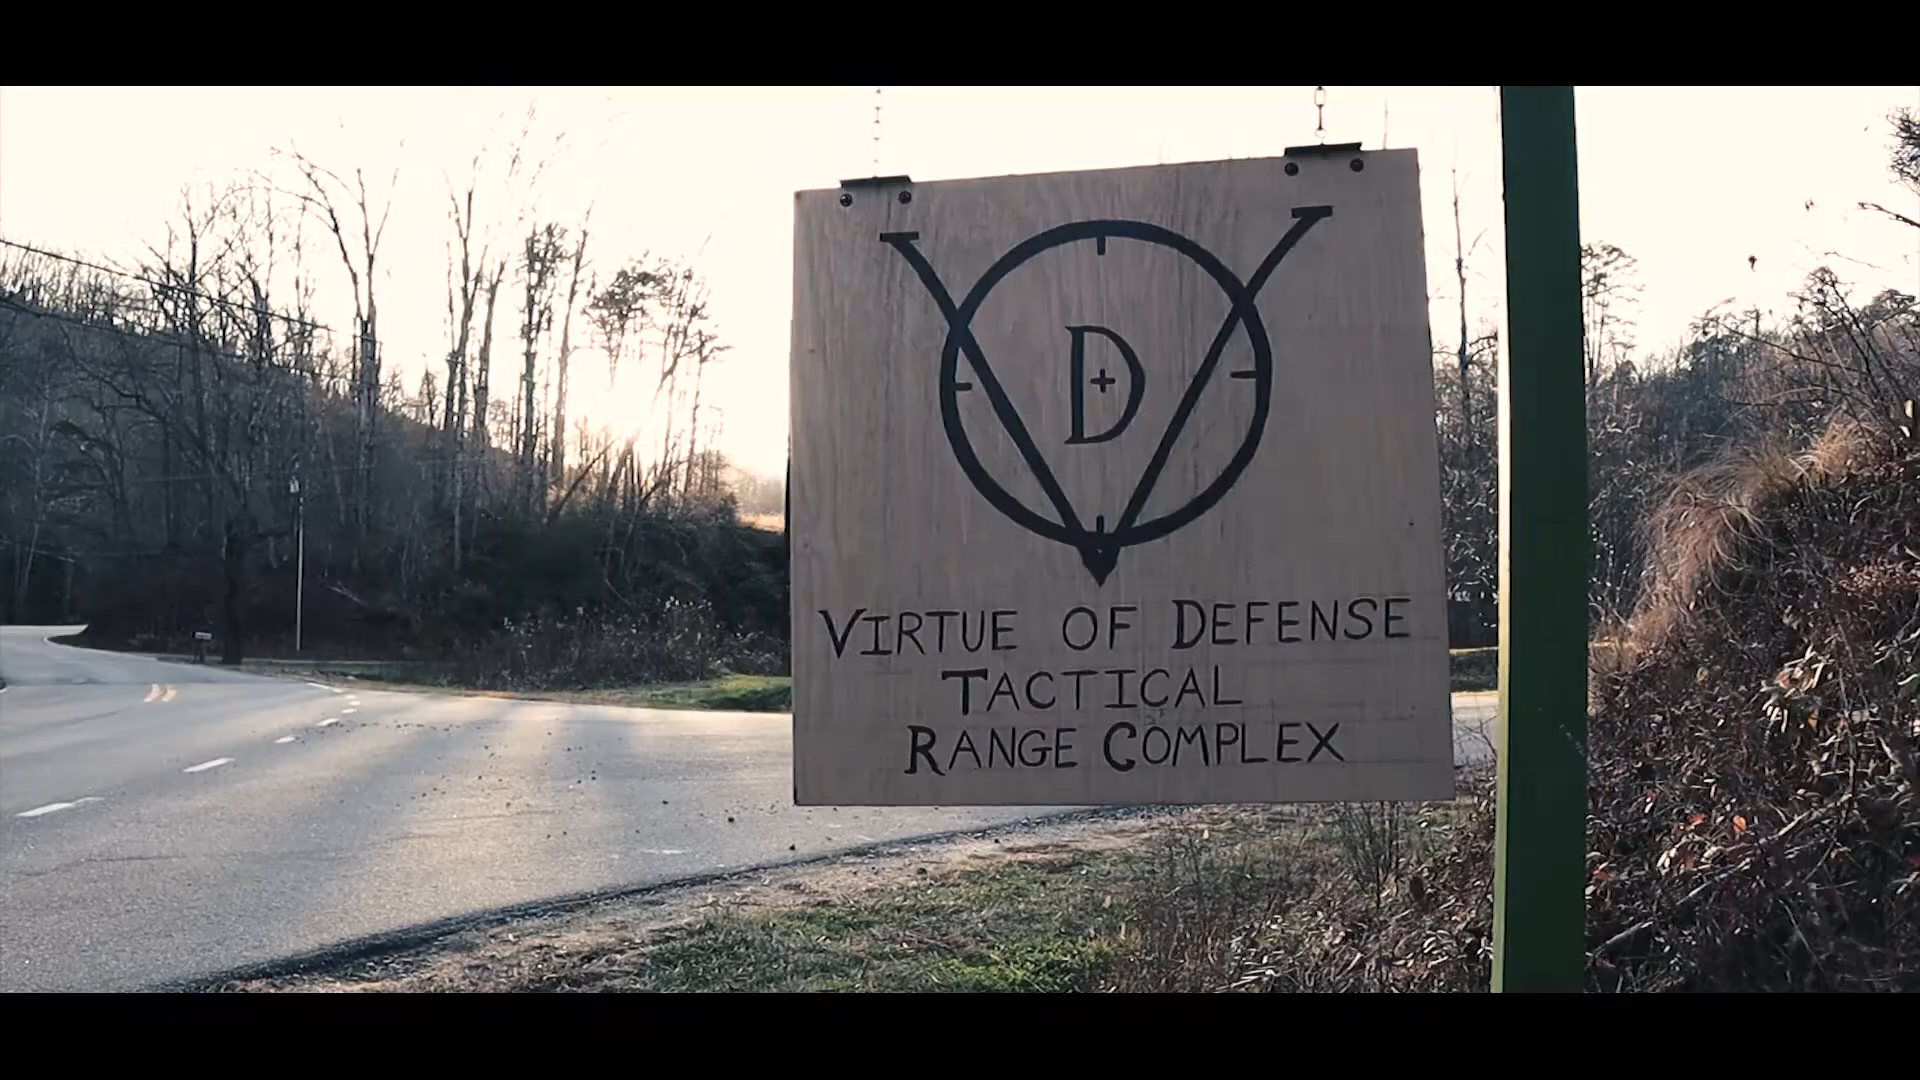 V
D
VIRTUE OF DEFENSE
TACTICAL
RANGE COMPLEX